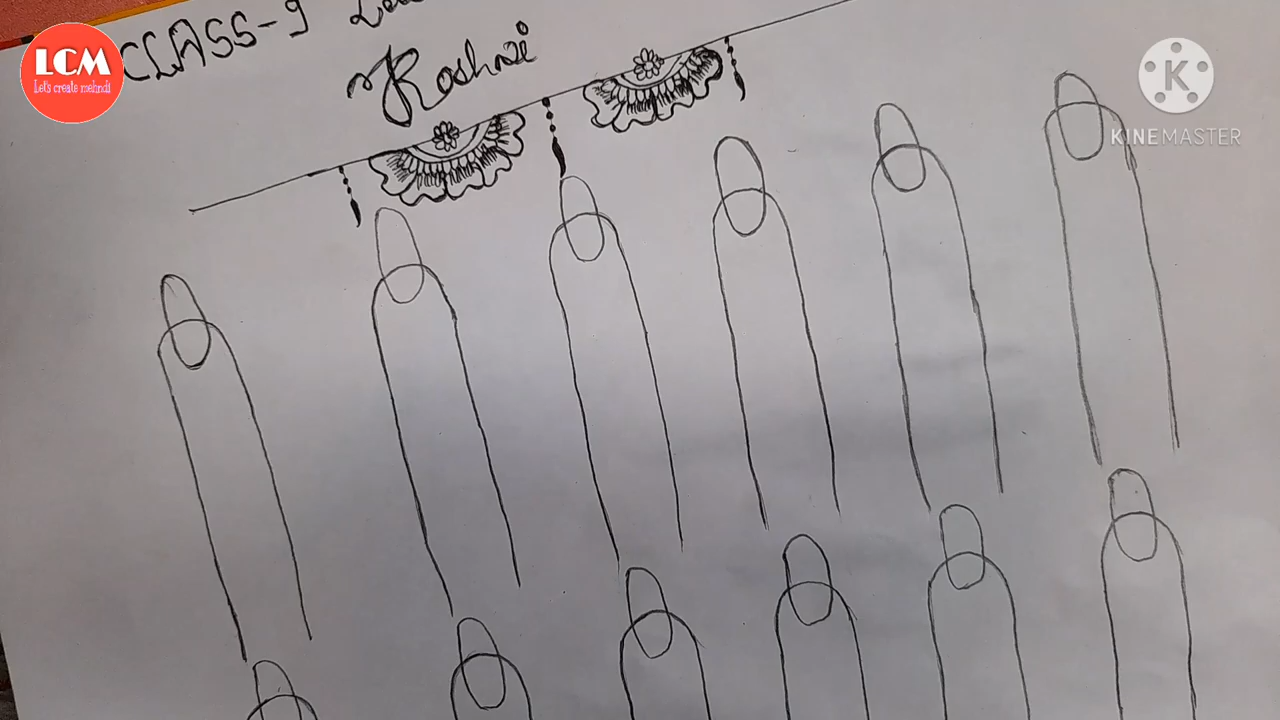 CLASS-9
Roshni
LCM
Let's create mehndi
K
KINEMASTER